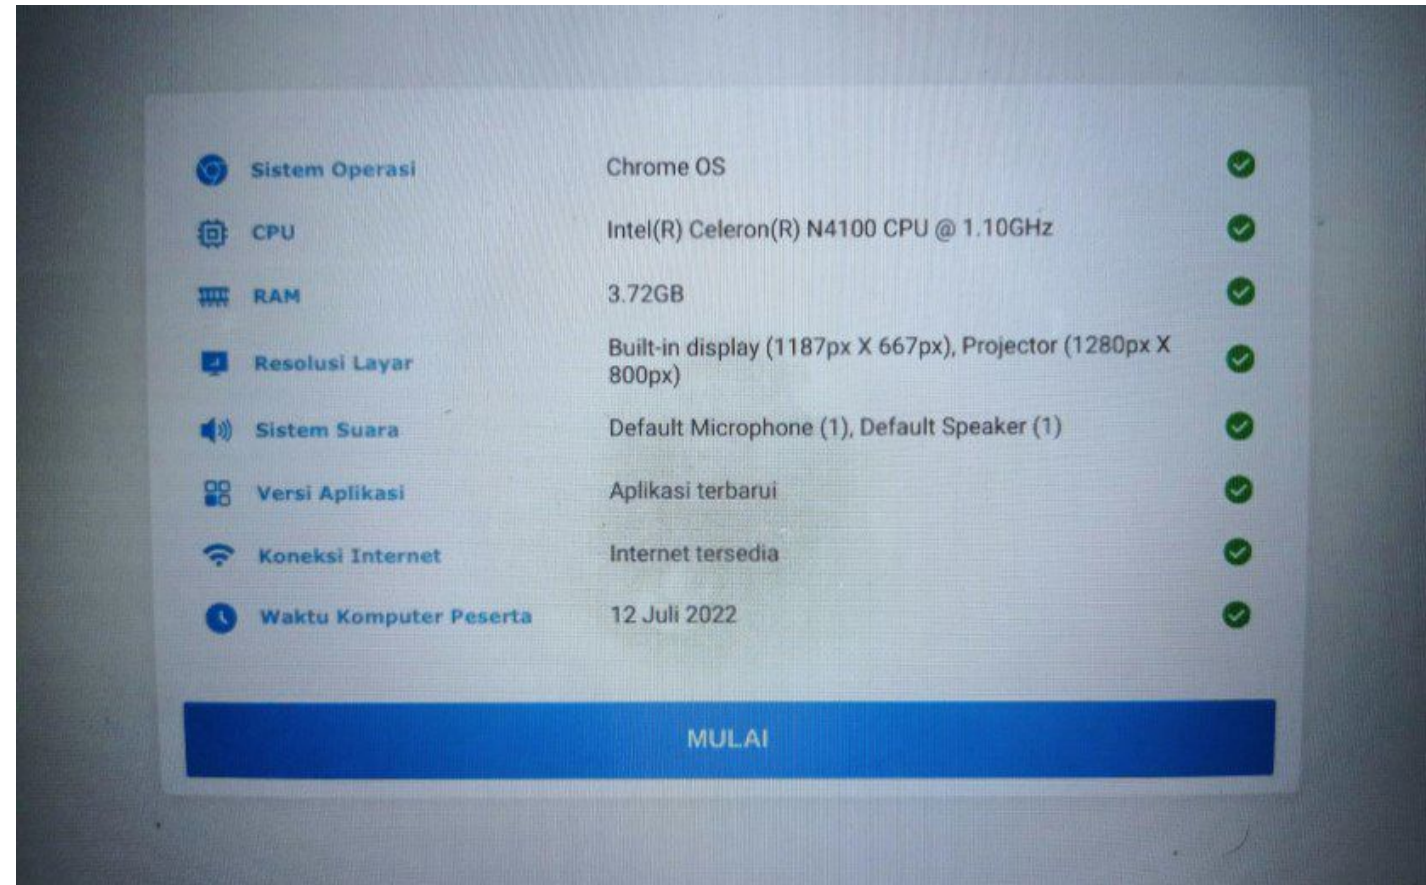 Sistem Operasi Chrome OS
CPU Intel(R) Celeron(R) N4100 CPU @ 1.10GHz
RAM 3.72GB
Resolusi Layar Built-in display (1187px X 667px), Projector (1280px X
800px)
Sistem Suara Default Microphone (1), Default Speaker (1)
Versi Aplikasi Aplikasi terbarui
Koneksi Internet Internet tersedia
Waktu Komputer Peserta 12 Juli 2022
MULAI